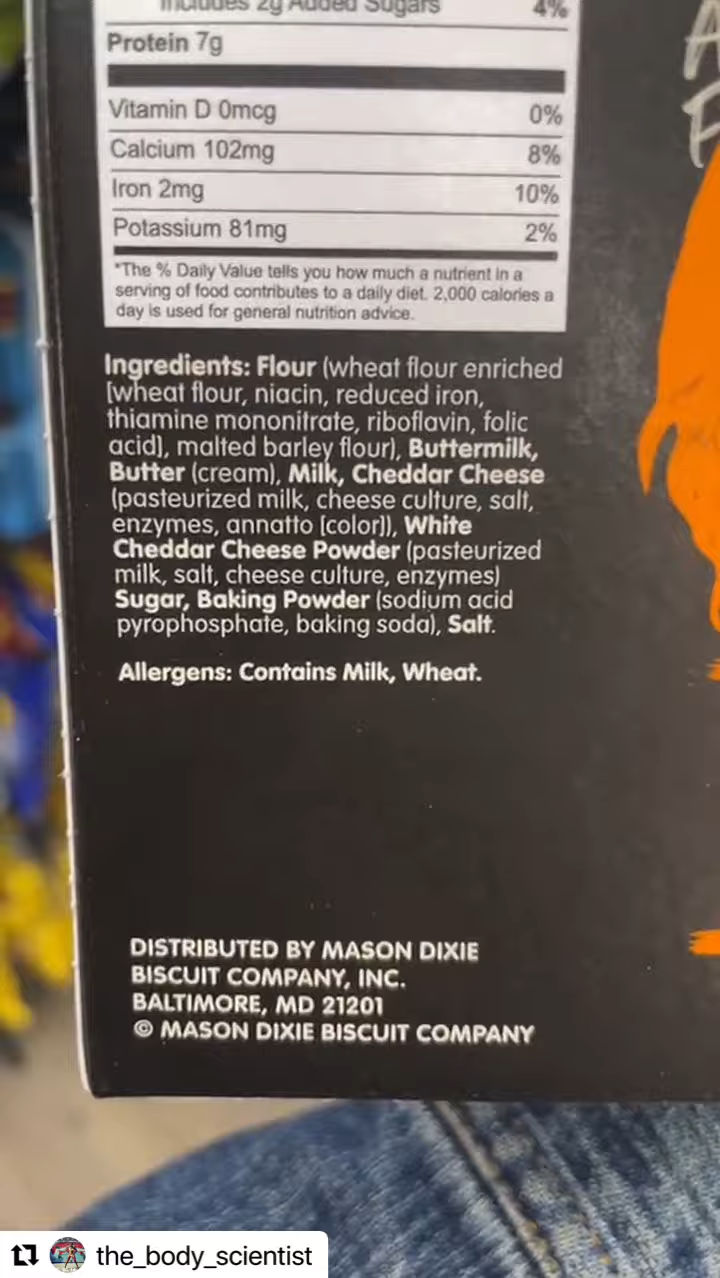 Includes 2g Added Sugars 4%
Protein 7g
Vitamin D 0mcg 0%
Calcium 102mg 8%
Iron 2mg 10%
Potassium 81mg 2%
*The % Daily Value tells you how much a nutrient in a
serving of food contributes to a daily diet. 2,000 calories a
day is used for general nutrition advice.
Ingredients: Flour (wheat flour enriched
[wheat flour, niacin, reduced iron,
thiamine mononitrate, riboflavin, folic
acid], malted barley flour), Buttermilk,
Butter (cream), Milk, Cheddar Cheese
(pasteurized milk, cheese culture, salt,
enzymes, annatto [color]), White
Cheddar Cheese Powder (pasteurized
milk, salt, cheese culture, enzymes)
Sugar, Baking Powder (sodium acid
pyrophosphate, baking soda), Salt.
Allergens: Contains Milk, Wheat.
DISTRIBUTED BY MASON DIXIE
BISCUIT COMPANY, INC.
BALTIMORE, MD 21201
© MASON DIXIE BISCUIT COMPANY
the_body_scientist